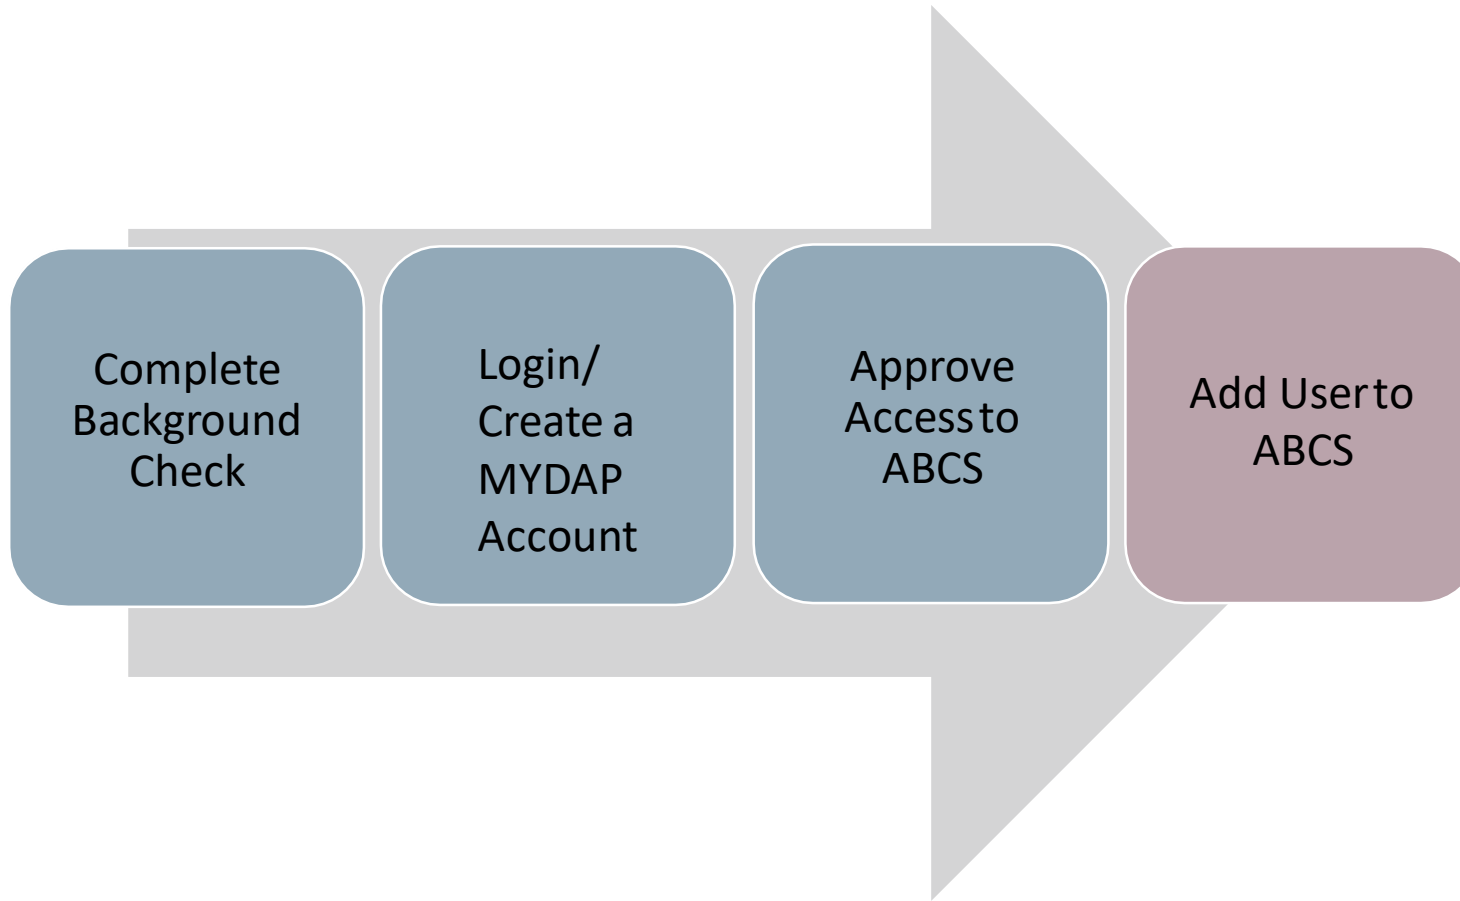 Complete
Background
Check
Login/
Create a
MYDAP
Account
Approve
Access to
ABCS
Add User to
ABCS